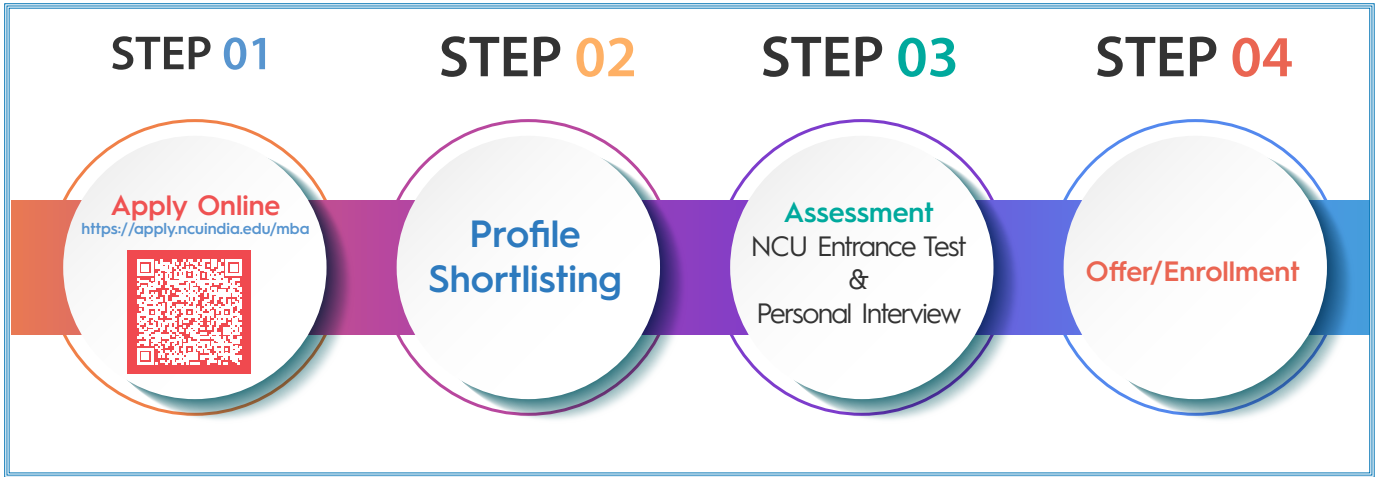 STEP 01
Apply Online
https://apply.ncuindia.edu/mba
STEP 02
Profile
Shortlisting
STEP 03
Assessment
NCU Entrance Test
&
Personal Interview
STEP 04
Offer/Enrollment